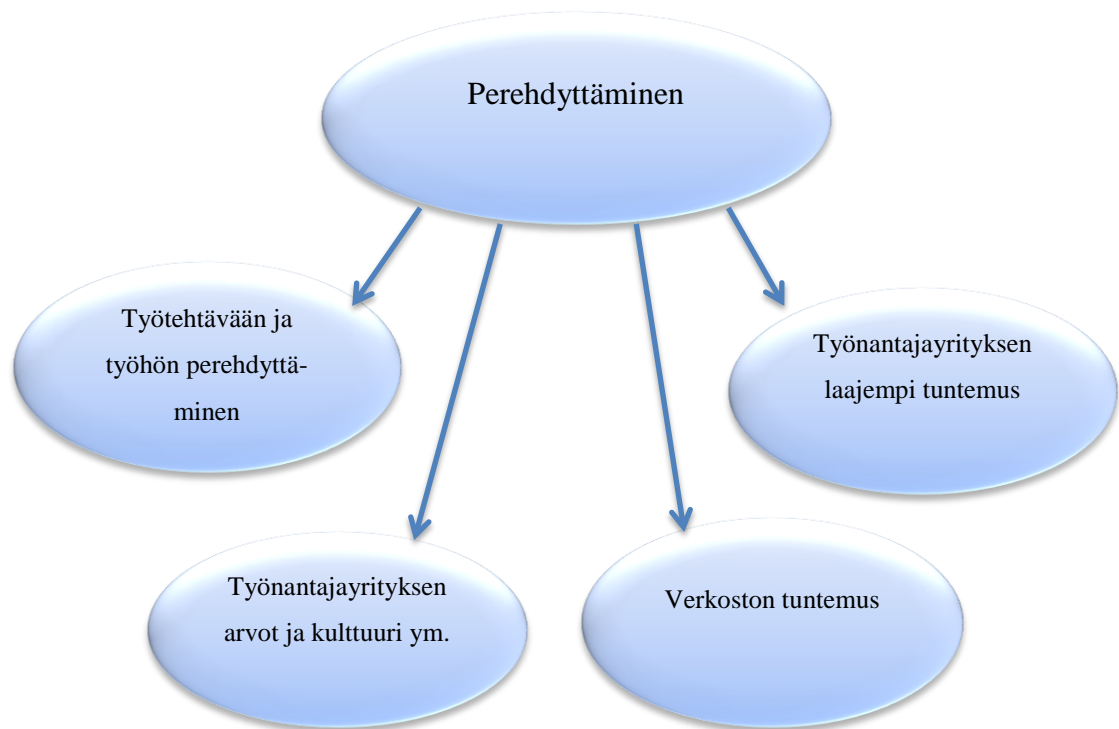 Perehdyttäminen
Työtehtävään ja
työhön perehdyttä-
minen
Työnantajayrityksen
laajempi tuntemus
Työnantajayrityksen
arvot ja kulttuuri ym.
Verkoston tuntemus